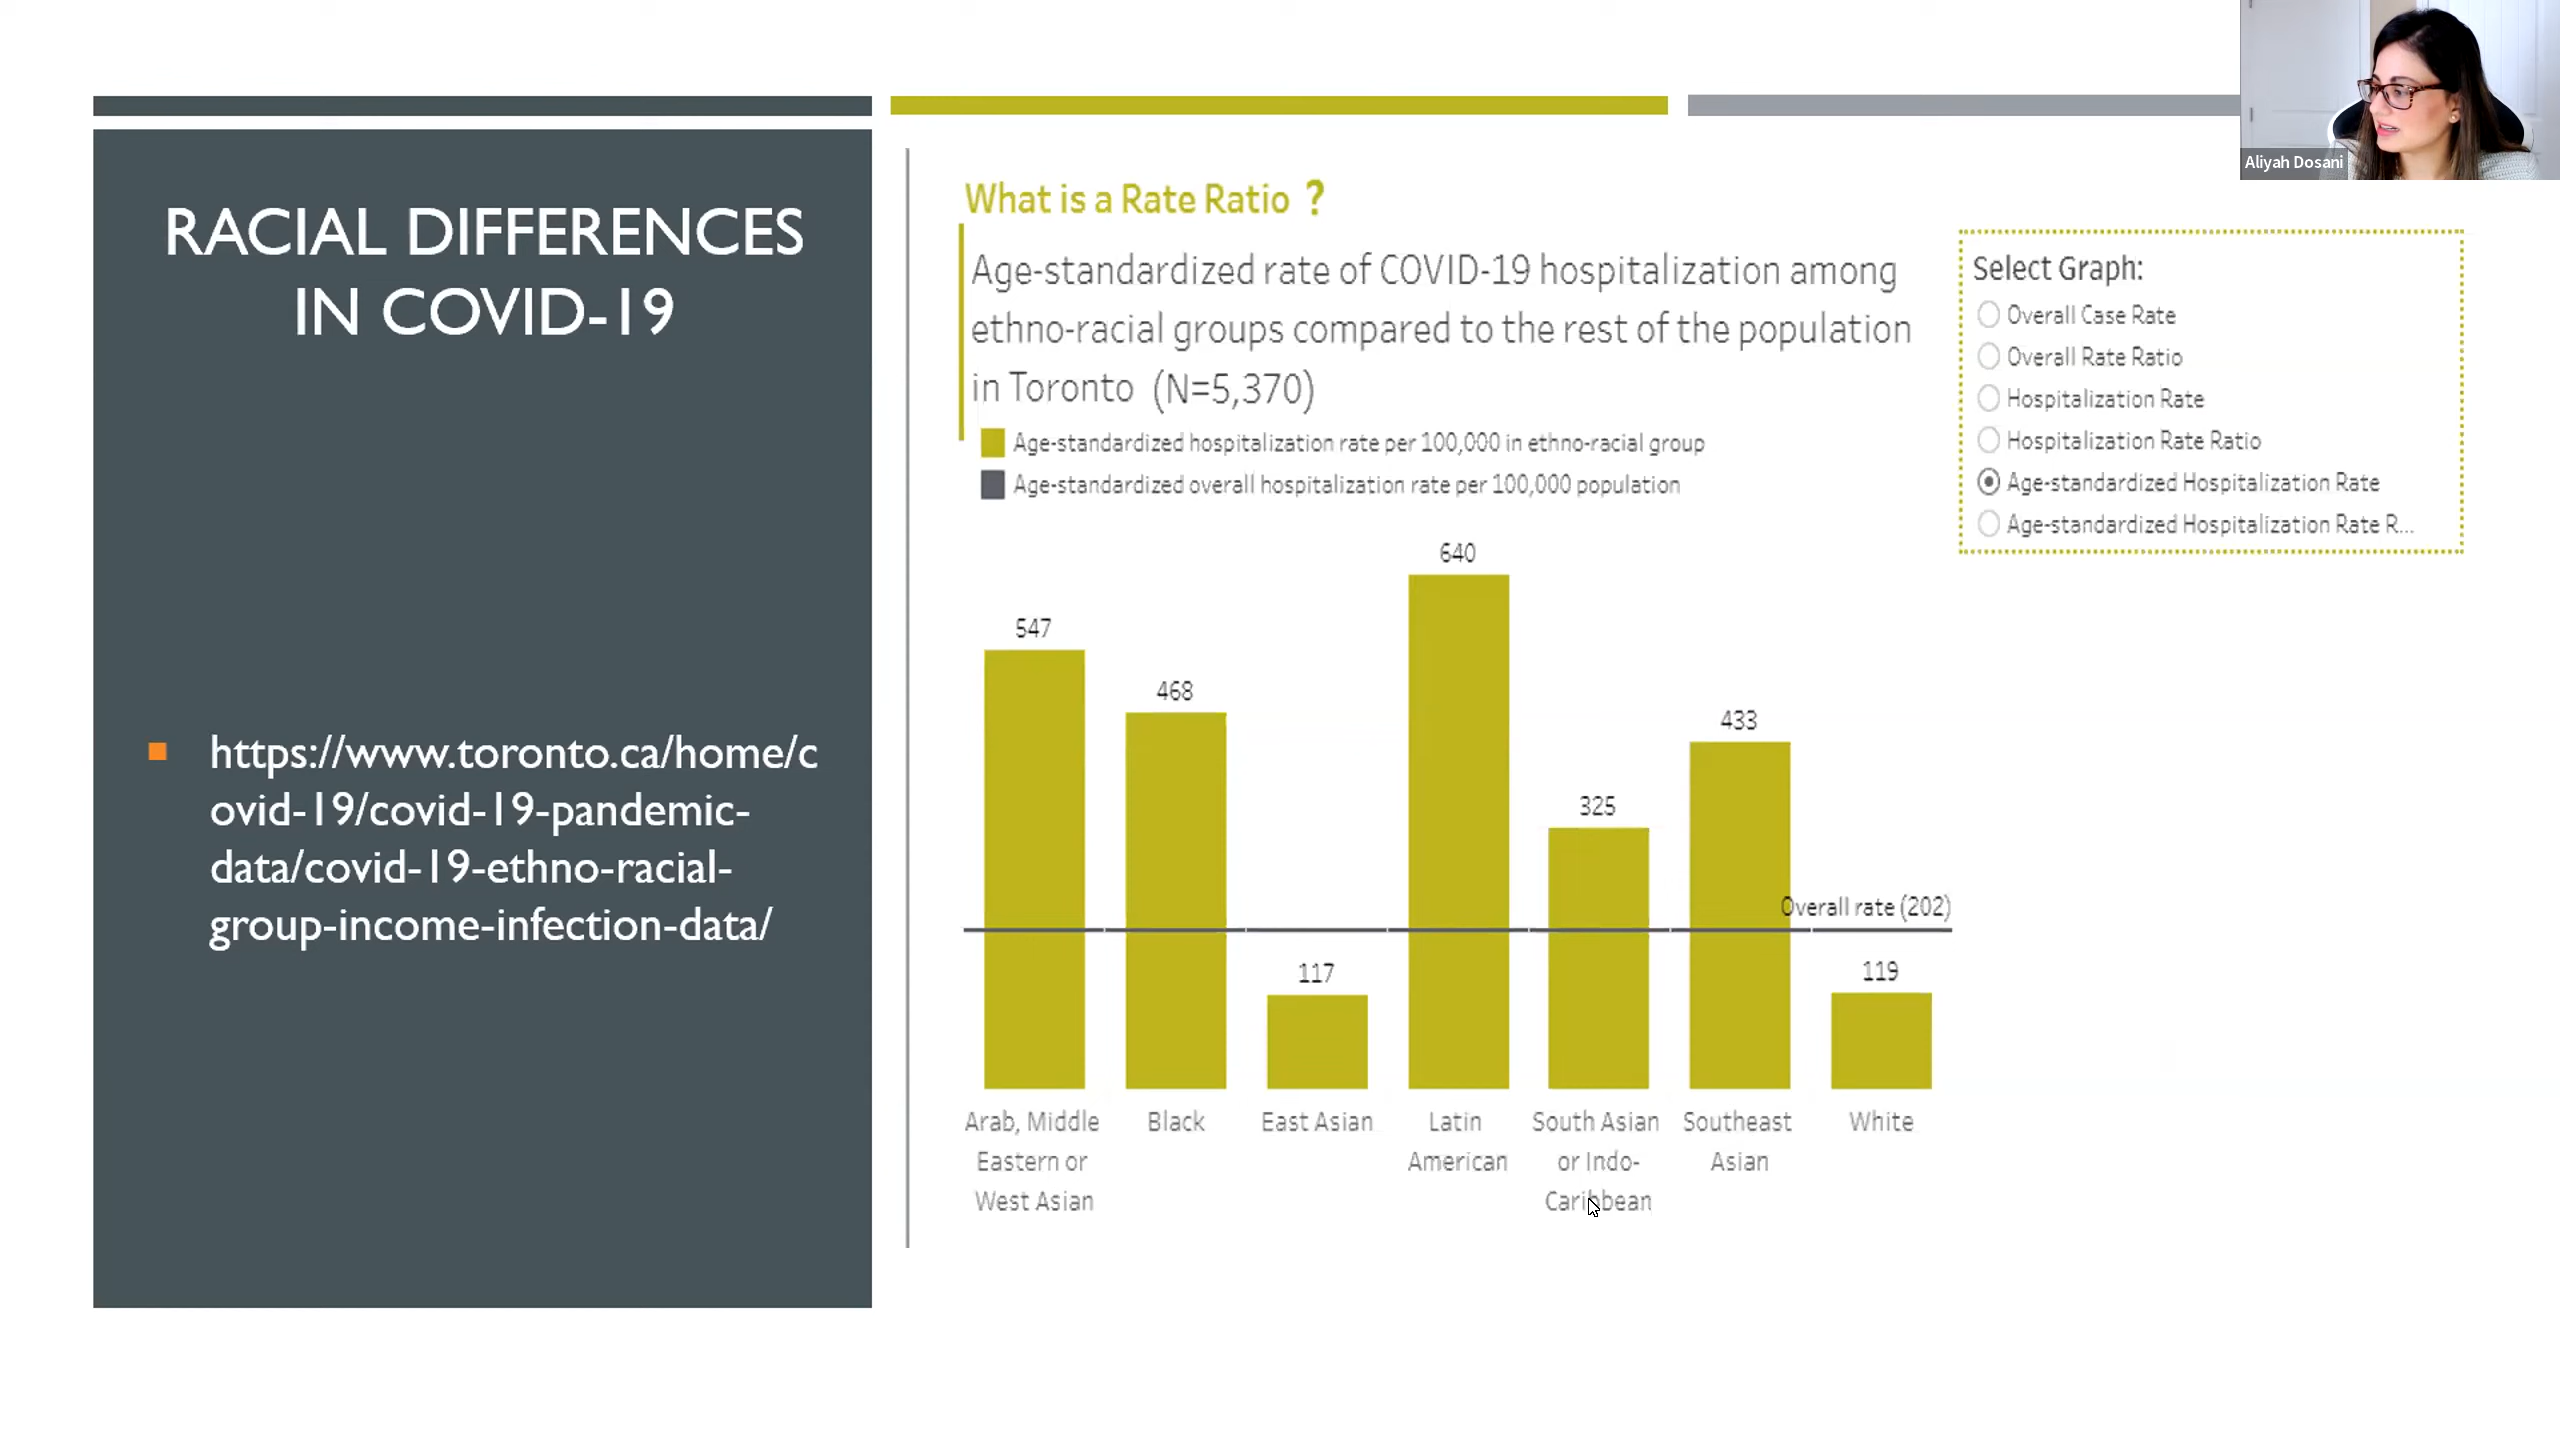 RACIAL DIFFERENCES
IN COVID-19
https://www.toronto.ca/home/c
ovid-19/covid-19-pandemic-
data/covid-19-ethno-racial-
group-income-infection-data/
What is a Rate Ratio ?
Age-standardized rate of COVID-19 hospitalization among
ethno-racial groups compared to the rest of the population
in Toronto (N=5,370)
Age-standardized hospitalization rate per 100,000 in ethno-racial group
Age-standardized overall hospitalization rate per 100,000 population
547
468
117
640
325
433
119
Overall rate (202)
Arab, Middle
Eastern or
West Asian
Black
East Asian
Latin
American
South Asian
or Indo-
Caribbean
Southeast
Asian
White
Select Graph:
Overall Case Rate
Overall Rate Ratio
Hospitalization Rate
Hospitalization Rate Ratio
Age-standardized Hospitalization Rate
Age-standardized Hospitalization Rate R...
Aliyah Dosani